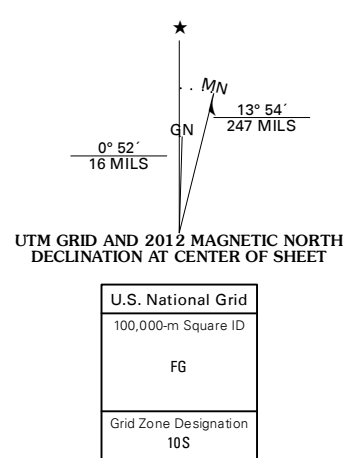 MN
13° 54´
247 MILS
GN
0° 52´
16 MILS
UTM GRID AND 2012 MAGNETIC NORTH
DECLINATION AT CENTER OF SHEET
U.S. National Grid
100,000-m Square ID
FG
Grid Zone Designation
10S